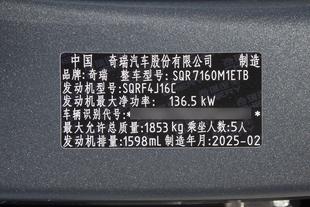 中国 奇瑞汽车股份有限公司 制造
品牌:奇瑞 整车型号:SQR7160M1ETB
发动机型号:SQRF4J16C
发动机最大净功率: 136.5 kW
车辆识别代号:* *
最大允许总质量:1853 kg 乘坐人数:5人
发动机排量:1598mL 制造年月:2025-02